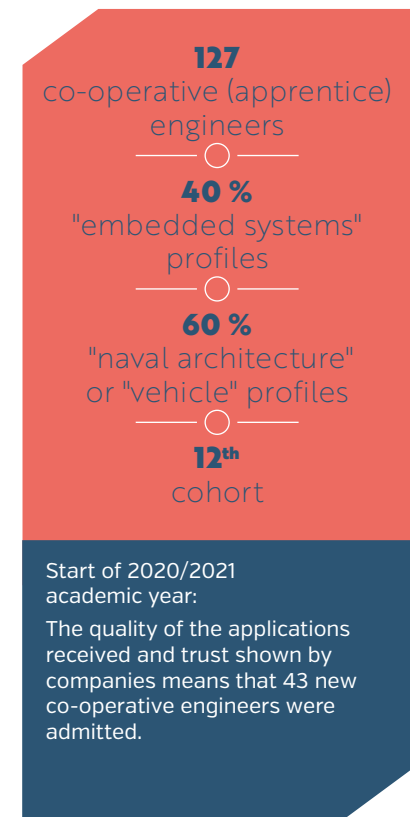 127
co-operative (apprentice)
engineers
40 %
"embedded systems"
profiles
60 %
"naval architecture"
or "vehicle" profiles
12th
cohort
Start of 2020/2021
academic year:
The quality of the applications
received and trust shown by
companies means that 43 new
co-operative engineers were
admitted.